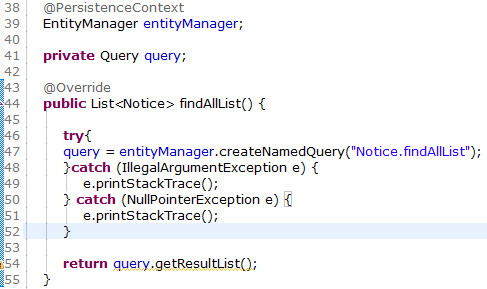 38 @PersistenceContext
39 EntityManager entityManager;
40
41 private Query query;
42
43 @Override
44 public List<Notice> findAllList() {
45
46 try{
47 query = entityManager.createNamedQuery("Notice.findAllList");
48 }catch (IllegalArgumentException e) {
49 e.printStackTrace();
50 } catch (NullPointerException e) {
51 e.printStackTrace();
52 }
53
54 return query.getResultList();
55 }